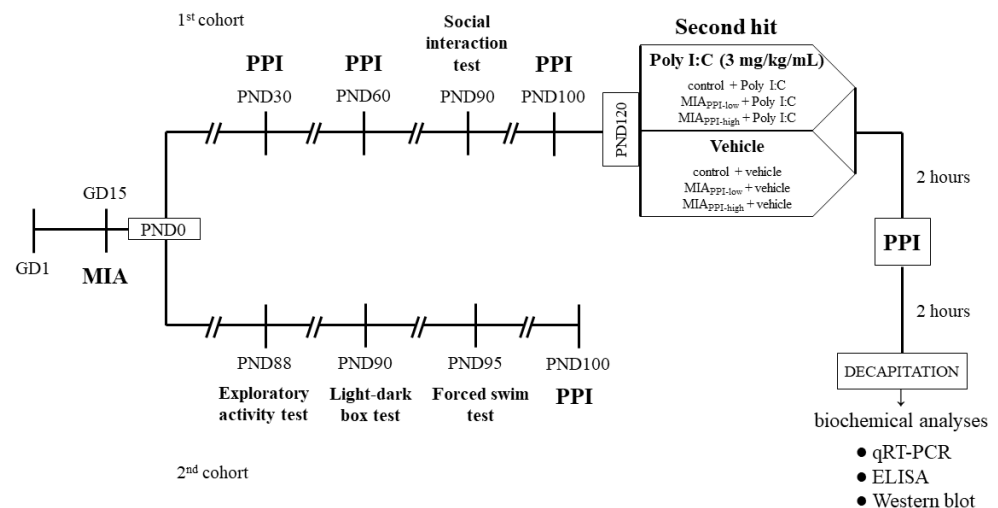 1st cohort
PPI
PND30
PPI
PND60
Social
interaction
test
PND90
PPI
PND100
PND120
Second hit
Poly I:C (3 mg/kg/mL)
control + Poly I:C
MIAPPI-low + Poly I:C
MIAPPI-high + Poly I:C
Vehicle
control + vehicle
MIAPPI-low + vehicle
MIAPPI-high + vehicle
2 hours
PPI
2 hours
DECAPITATION
biochemical analyses
● qRT-PCR
● ELISA
● Western blot
GD1
GD15
MIA
PND0
PND88
Exploratory
activity test
PND90
Light-dark
box test
PND95
Forced swim
test
PND100
PPI
2nd cohort